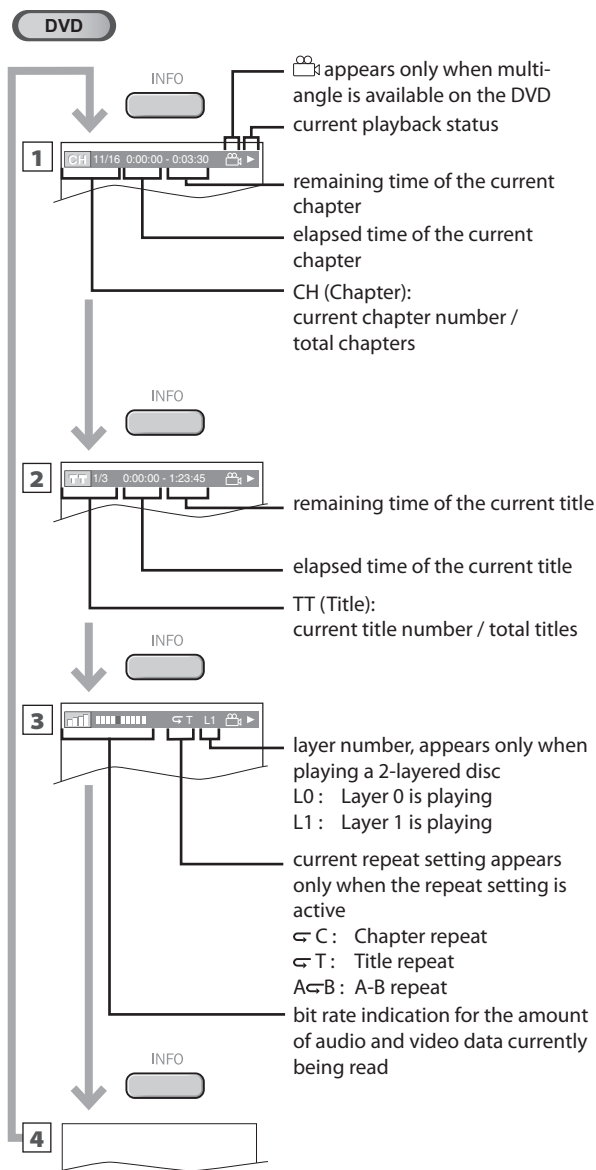 DVD
INFO
appears only when multi-
angle is available on the DVD
current playback status
1
CH 11/16 0:00:00 - 0:03:30
remaining time of the current
chapter
elapsed time of the current
chapter
CH (Chapter):
current chapter number /
total chapters
INFO
2
TT 1/3 0:00:00 - 1:23:45
remaining time of the current title
elapsed time of the current title
TT (Title):
current title number / total titles
INFO
3
T L1
layer number, appears only when
playing a 2-layered disc
L0 : Layer 0 is playing
L1 : Layer 1 is playing
current repeat setting appears
only when the repeat setting is
active
C : Chapter repeat
T : Title repeat
A B : A-B repeat
bit rate indication for the amount
of audio and video data currently
being read
INFO
4